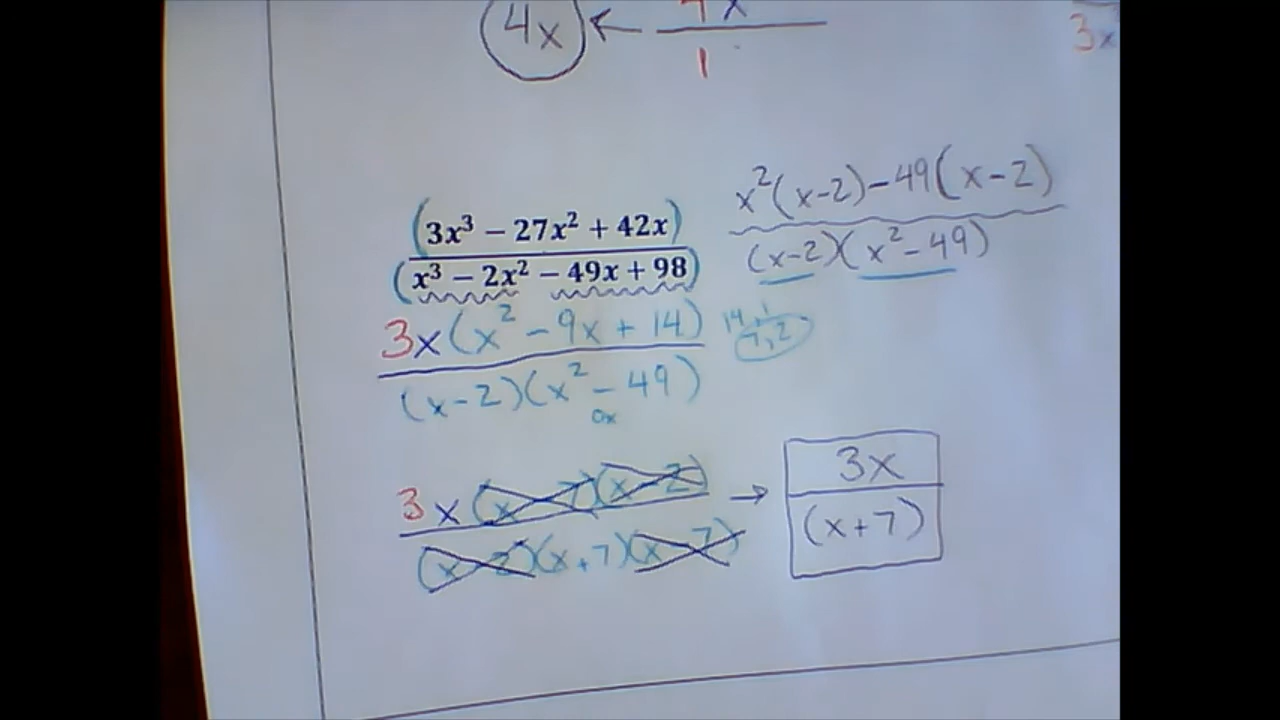 4x ← 4x
1
3x
(3x³ − 27x² + 42x)
(x³ − 2x² − 49x + 98)
x²(x-2) - 49(x-2)
(x-2)(x² - 49)
3x(x² - 9x + 14)
14, 1
7, 2
(x-2)(x² - 49)
0x
3x(x-7)(x-2)
(x-2)(x+7)(x-7)
→ 3x
(x+7)